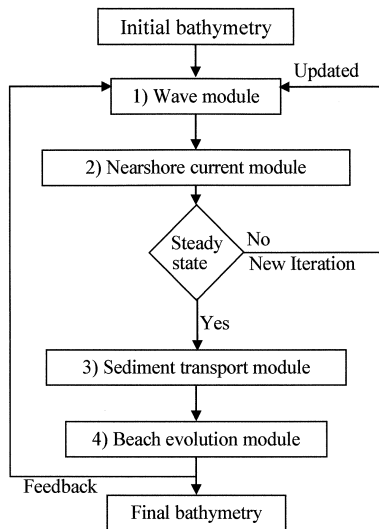 Initial bathymetry
Updated
1) Wave module
2) Nearshore current module
Steady
state
No
New Iteration
Yes
3) Sediment transport module
4) Beach evolution module
Feedback
Final bathymetry